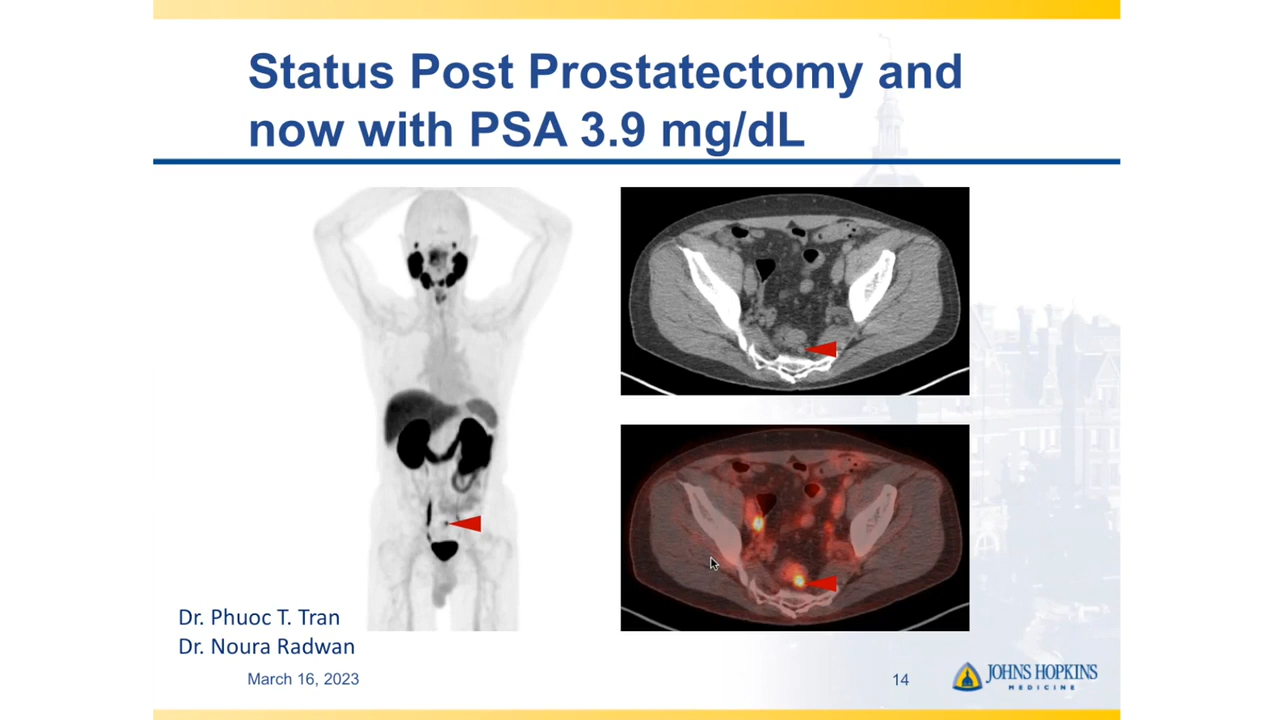 Status Post Prostatectomy and
now with PSA 3.9 mg/dL
Dr. Phuoc T. Tran
Dr. Noura Radwan
March 16, 2023
14
JOHNS HOPKINS
MEDICINE